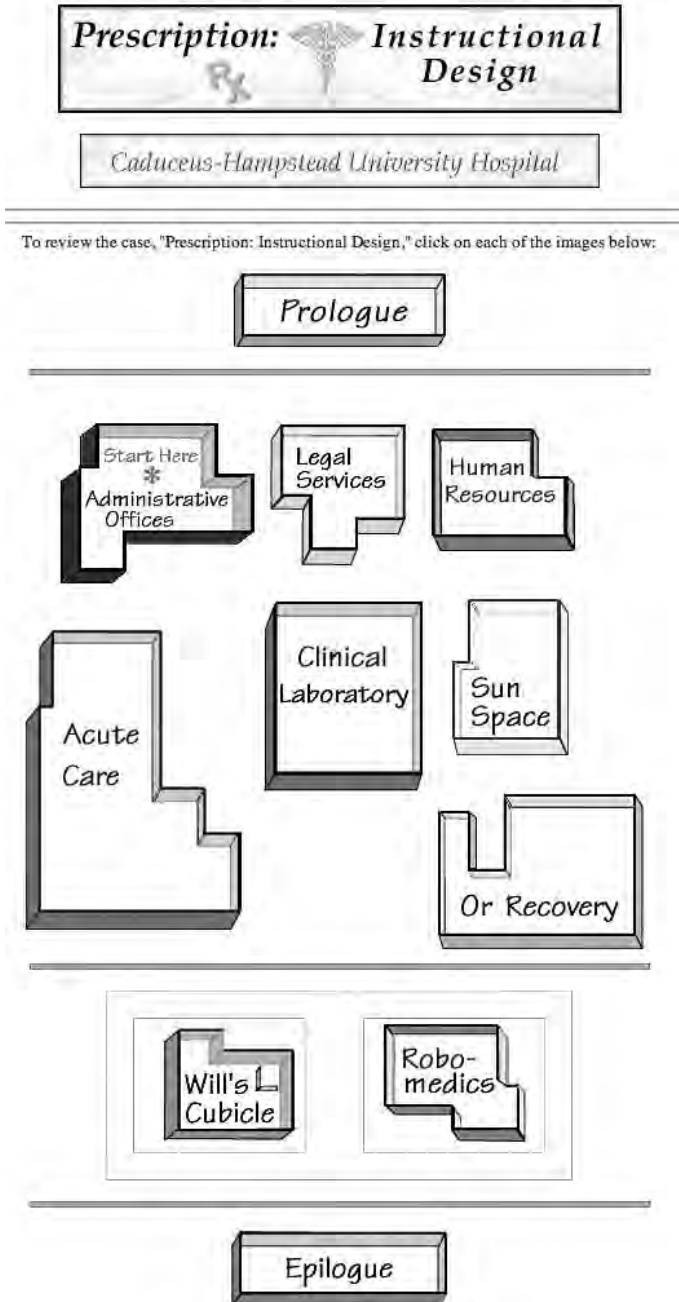 Prescription: Instructional
Rx Design
Caduceus-Hampstead University Hospital
To review the case, "Prescription: Instructional Design," click on each of the images below:
Prologue
Start Here
*
Administrative
Offices
Legal
Services
Human
Resources
Acute
Care
Clinical
Laboratory
Sun
Space
Or Recovery
Will's
Cubicle
Robo-
medics
Epilogue